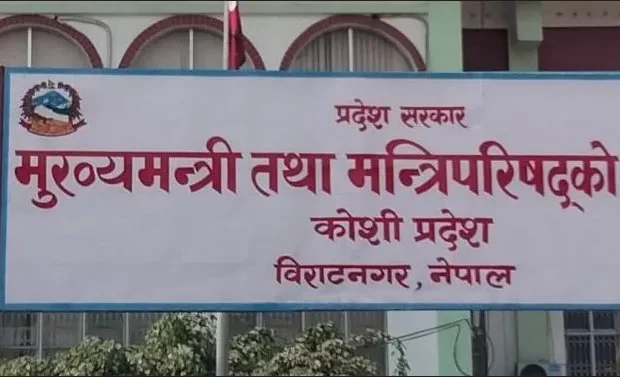 प्रदेश सरकार
मुख्यमन्त्री तथा मन्त्रिपरिषद्को
कोशी प्रदेश
विराटनगर, नेपाल